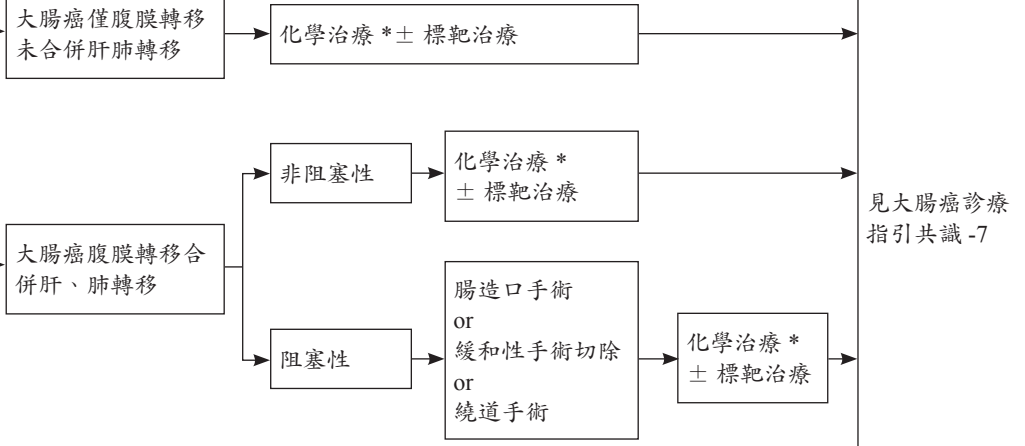 大腸癌僅腹膜轉移
未合併肝肺轉移
化學治療 *± 標靶治療
非阻塞性
化學治療 *
± 標靶治療
大腸癌腹膜轉移合
併肝、肺轉移
阻塞性
腸造口手術
or
緩和性手術切除
or
繞道手術
化學治療 *
± 標靶治療
見大腸癌診療
指引共識 -7